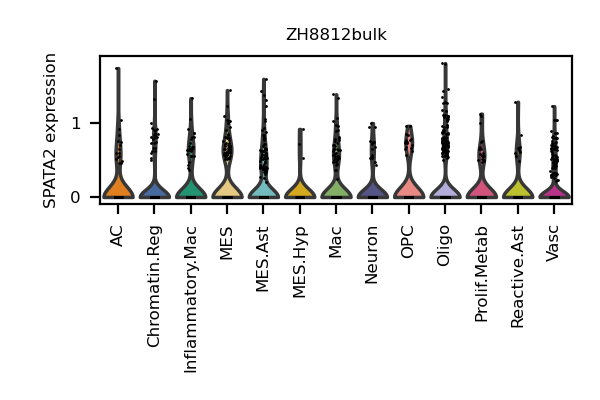 ZH8812bulk
SPATA2 expression
1
0
AC
Chromatin.Reg
Inflammatory.Mac
MES
MES.Ast
MES.Hyp
Mac
Neuron
OPC
Oligo
Prolif.Metab
Reactive.Ast
Vasc